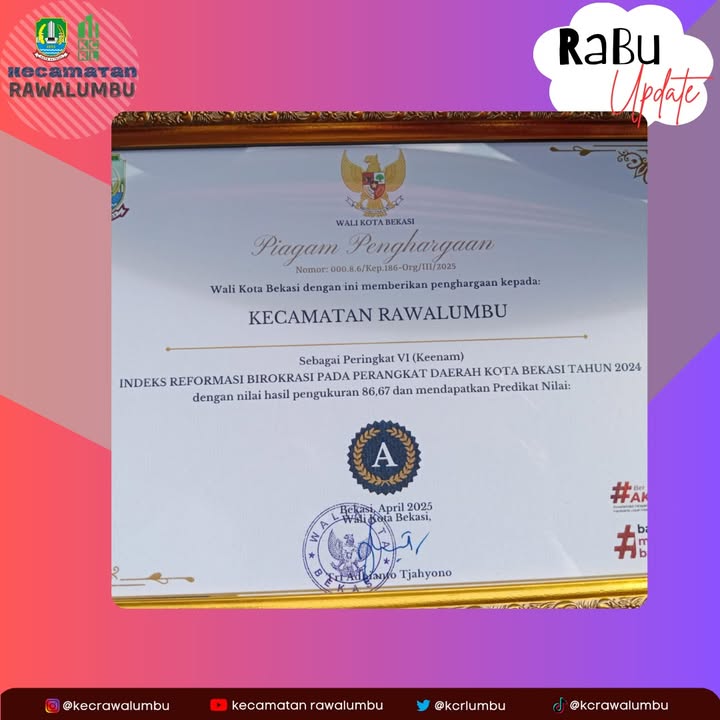 Kecamatan
RAWALUMBU
RaBu
Update
WALI KOTA BEKASI
Piagam Penghargaan
Nomor: 000.8.6/Kep.186-Org/III/2025
Wali Kota Bekasi dengan ini memberikan penghargaan kepada:
KECAMATAN RAWALUMBU
Sebagai Peringkat VI (Keenam)
INDEKS REFORMASI BIROKRASI PADA PERANGKAT DAERAH KOTA BEKASI TAHUN 2024
dengan nilai hasil pengukuran 86,67 dan mendapatkan Predikat Nilai:
A
Bekasi, April 2025
Wali Kota Bekasi,
WALI KOTA
BEKASI
Tri Adhianto Tjahyono
@kecrawalumbu
kecamatan rawalumbu
@kcrlumbu
@kcrawalumbu